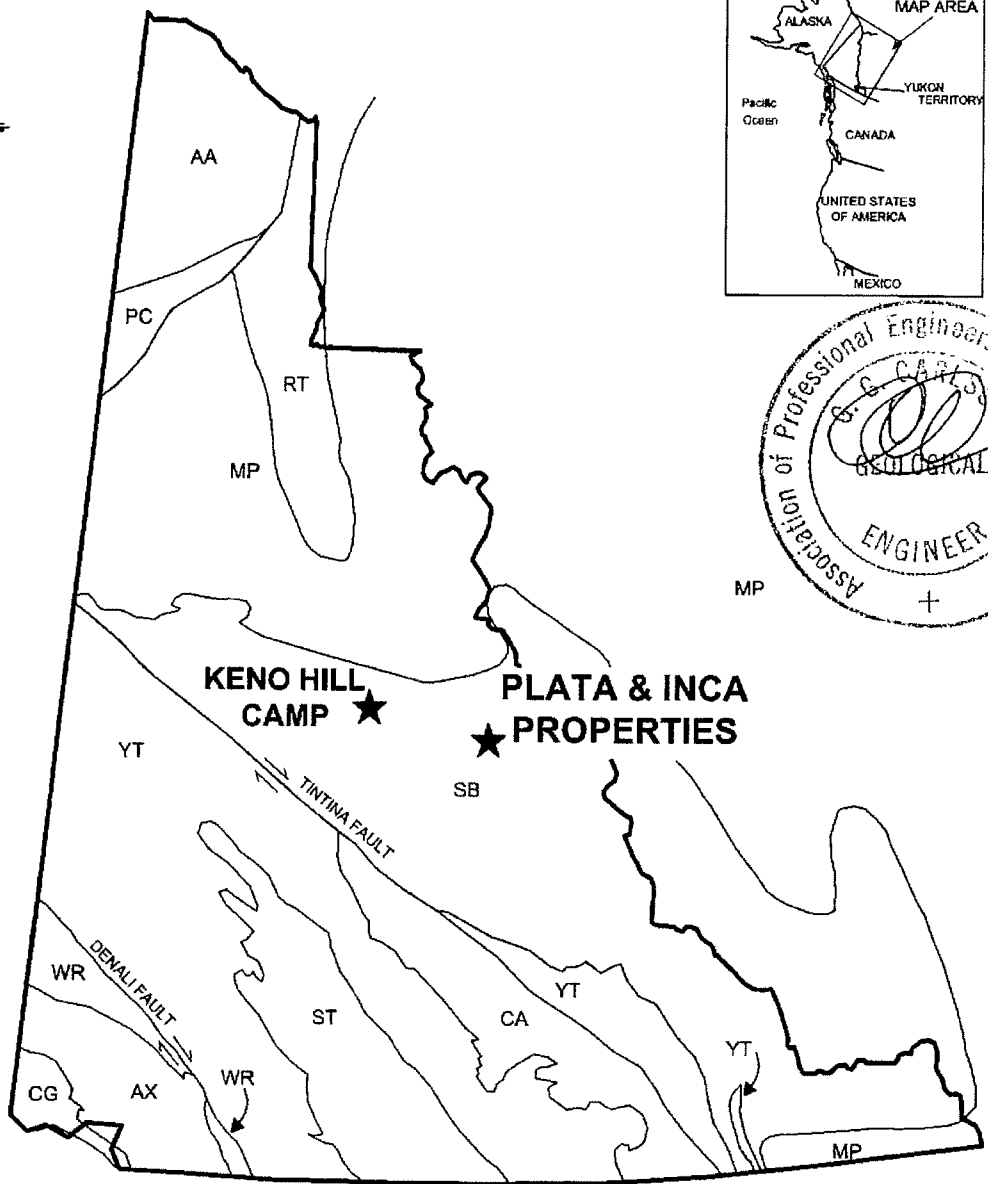 ALASKA
MAP AREA
YUKON
TERRITORY
Pacific
Ocean
CANADA
UNITED STATES
OF AMERICA
MEXICO
AA
PC
RT
MP
Association of Professional Engineers
G. G. CARLS
GEOLOGICAL
ENGINEER
MP
KENO HILL
CAMP
PLATA & INCA
PROPERTIES
YT
SB
TINTINA FAULT
DENALI FAULT
WR
ST
CA
YT
YT
CG
AX
WR
MP